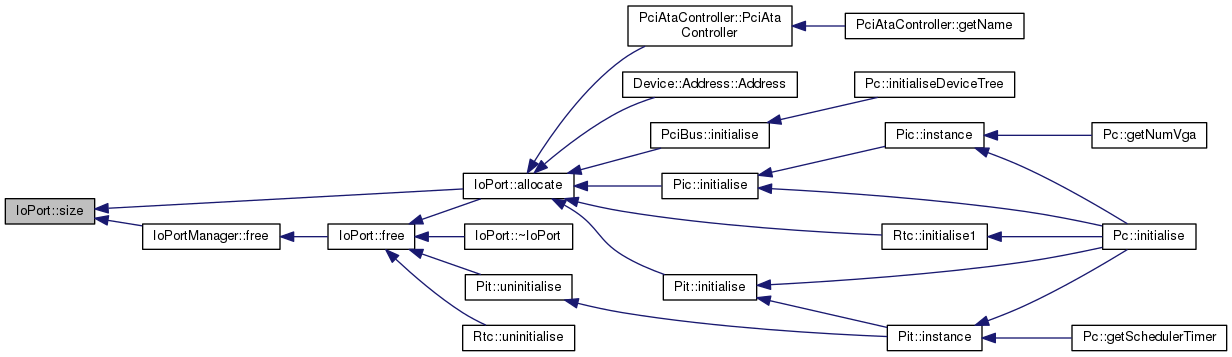 PciAtaController::PciAta
Controller
PciAtaController::getName
Device::Address::Address
Pc::initialiseDeviceTree
PciBus::initialise
Pic::instance
Pc::getNumVga
IoPort::allocate
Pic::initialise
IoPort::size
IoPortManager::free
IoPort::free
IoPort::~IoPort
Rtc::initialise1
Pc::initialise
Pit::uninitialise
Pit::initialise
Rtc::uninitialise
Pit::instance
Pc::getSchedulerTimer